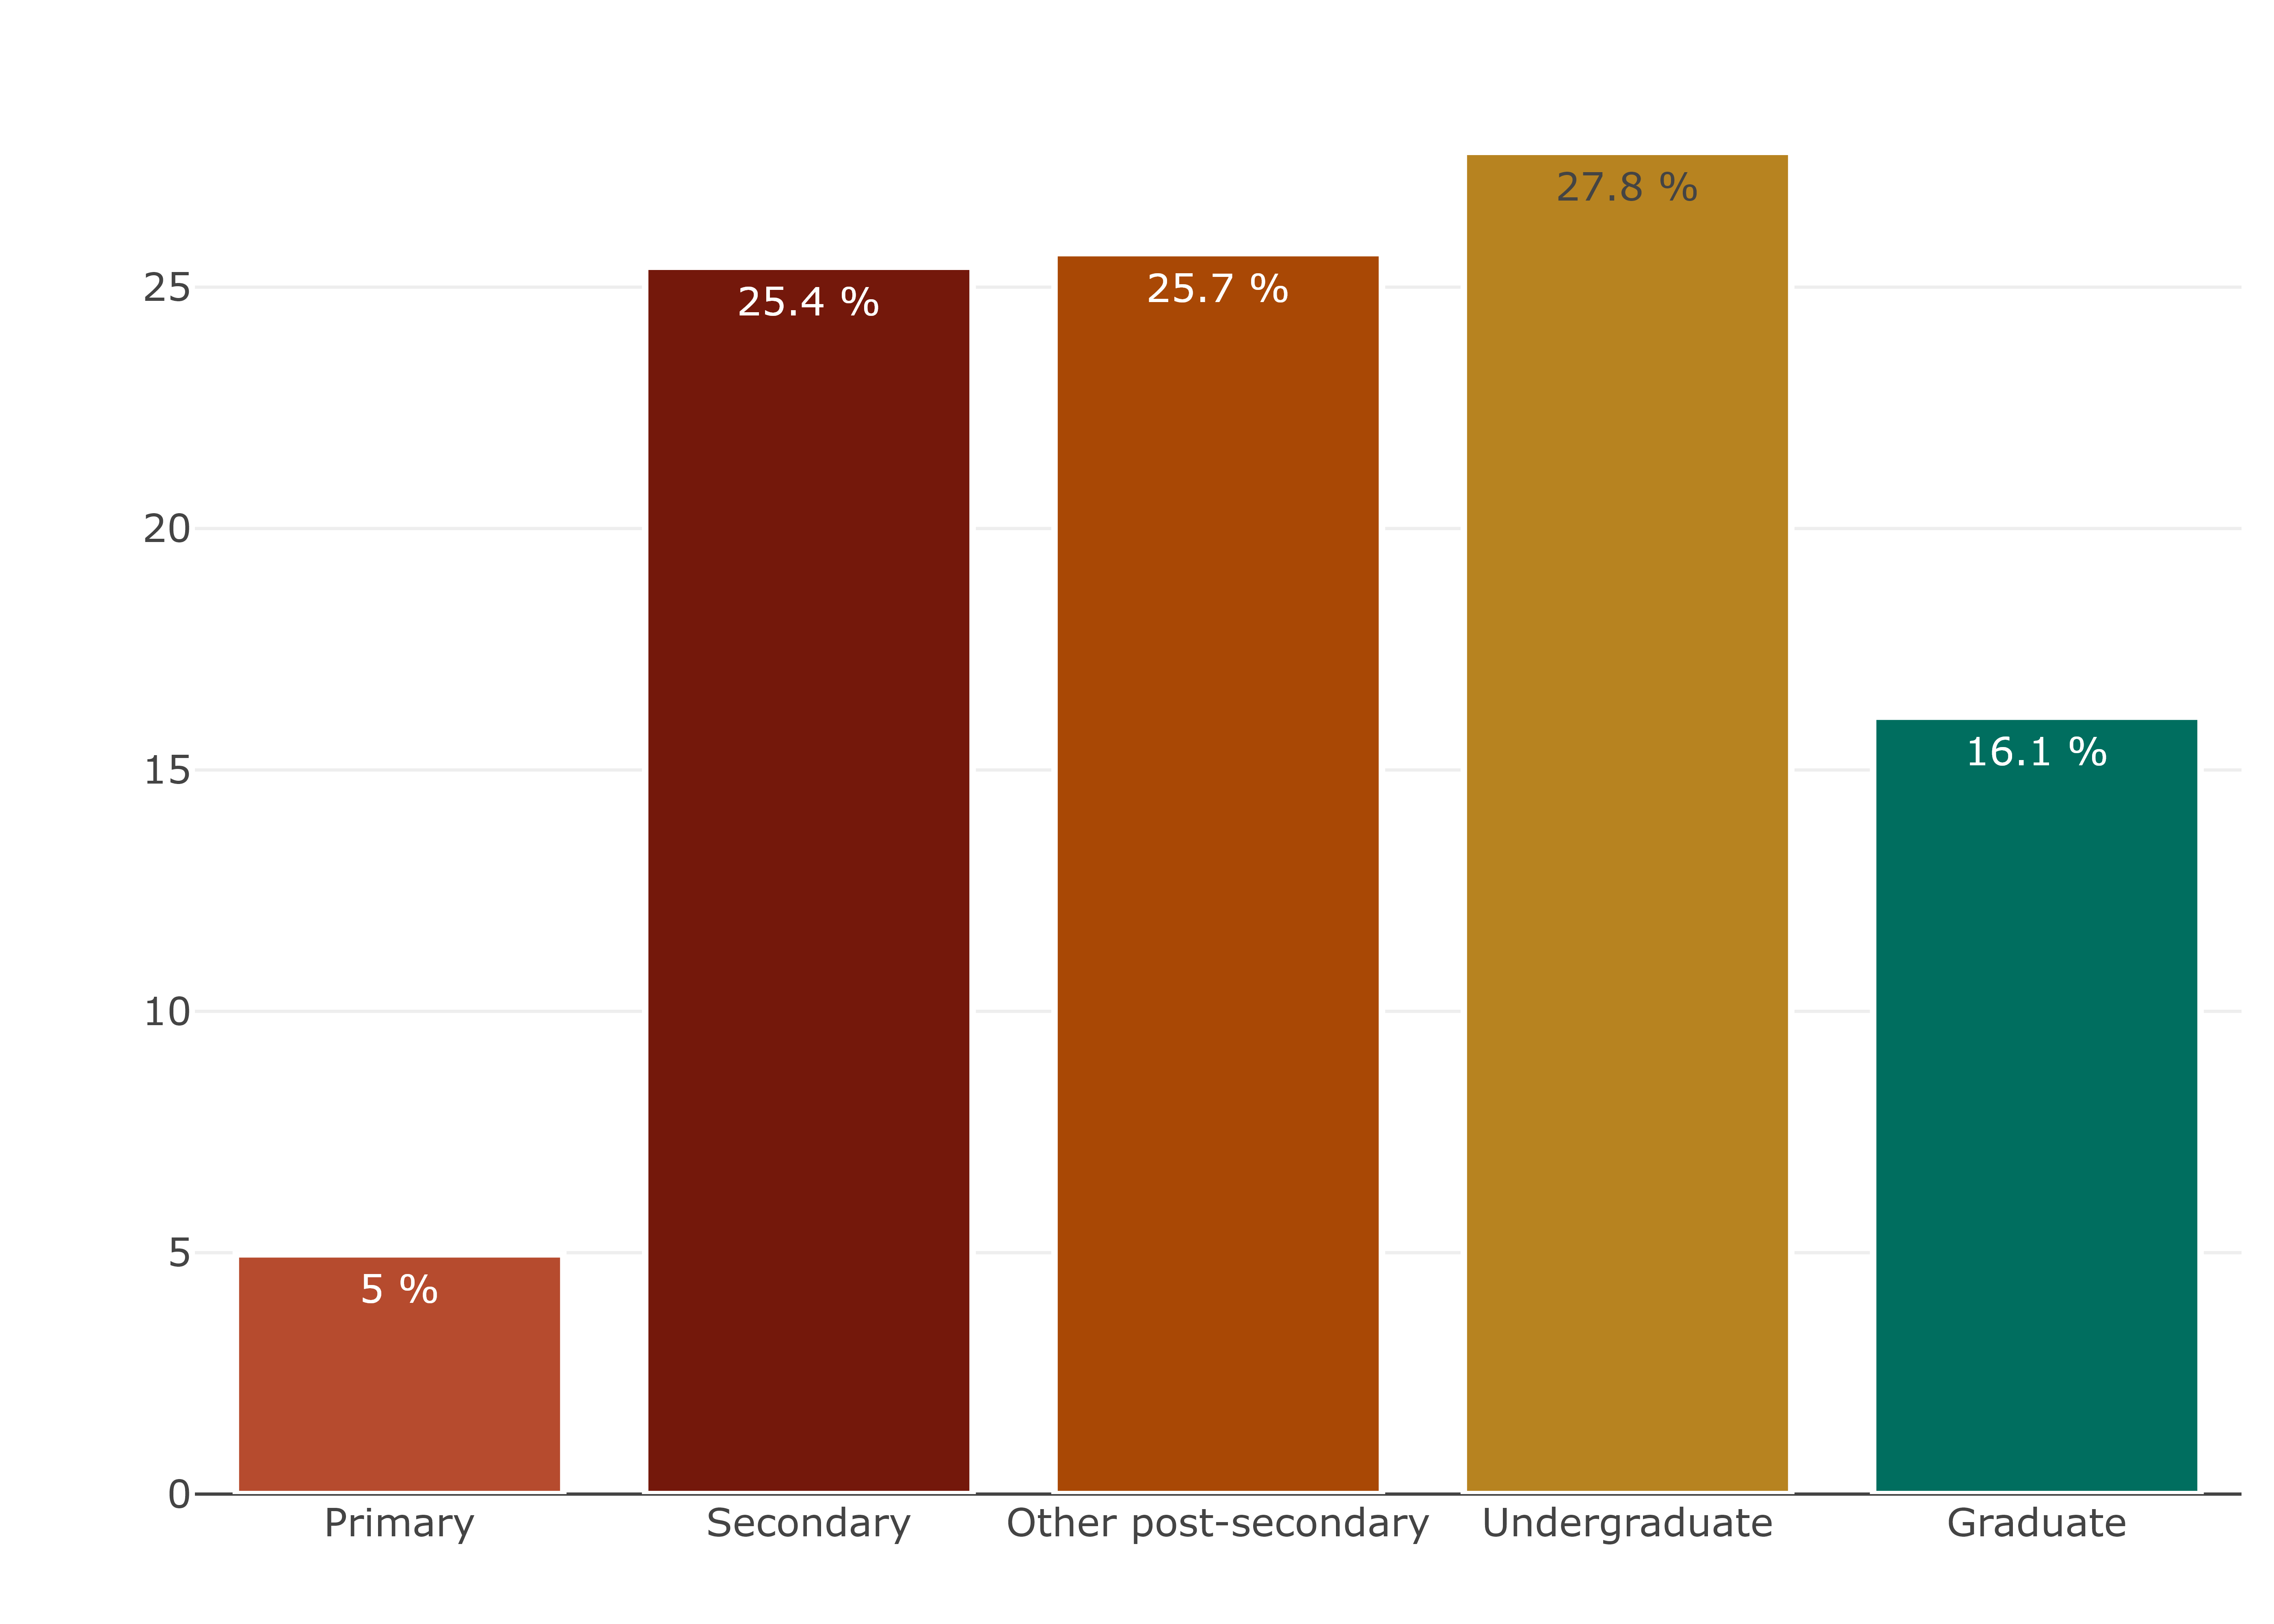 27.8 %
25
25.4 %
25.7 %
20
15
16.1 %
10
5
5 %
0
Primary
Secondary
Other post-secondary
Undergraduate
Graduate